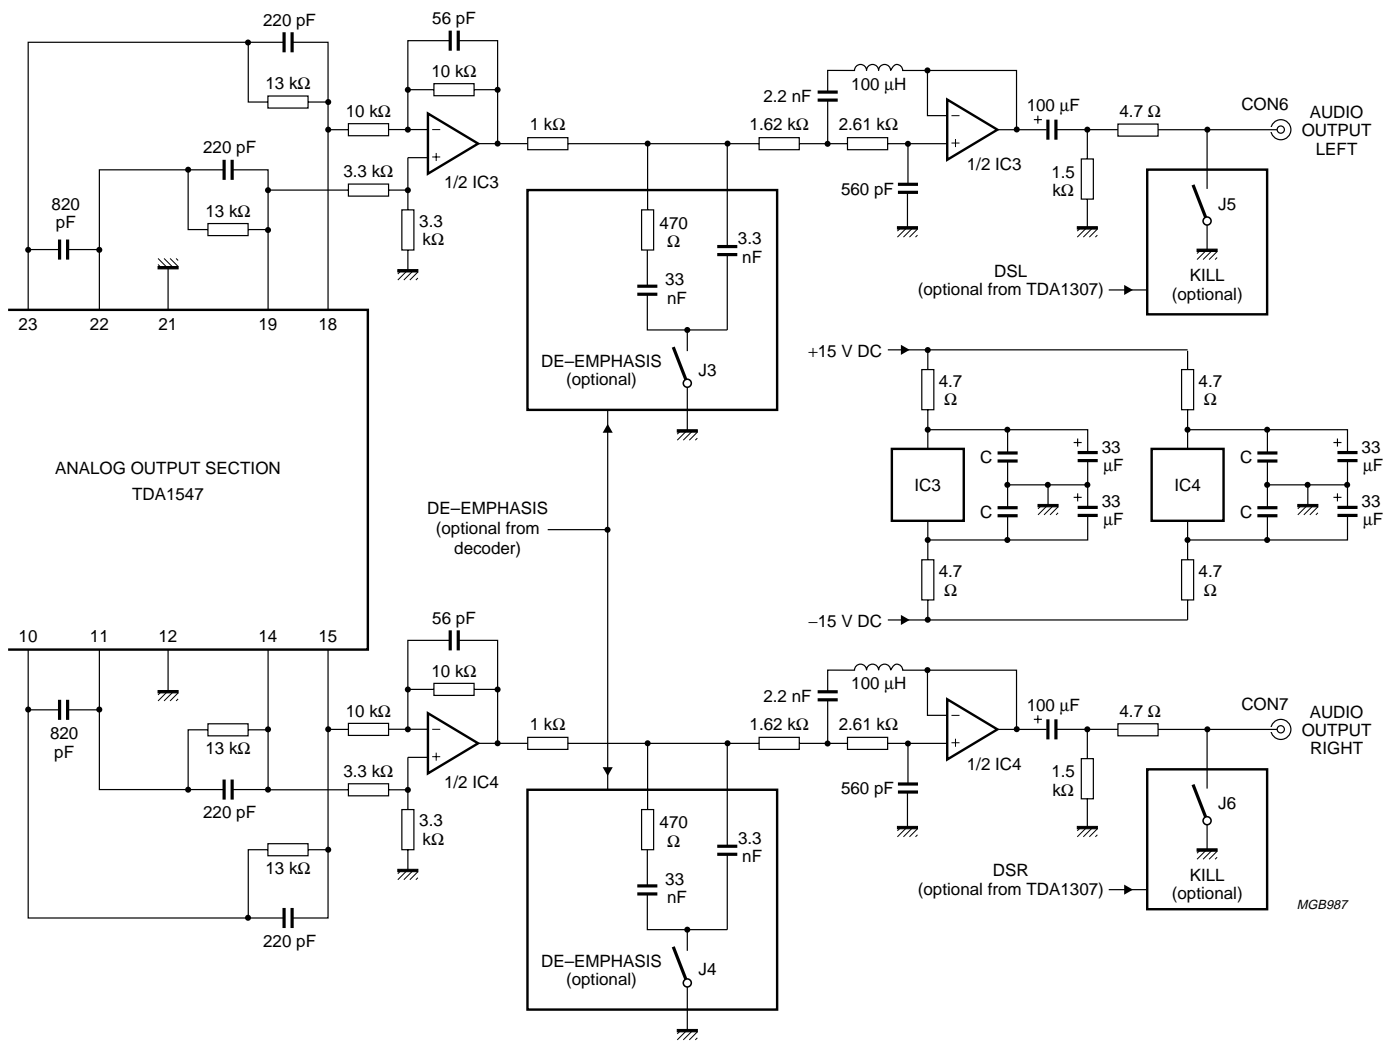 220 pF
56 pF
13 kΩ
10 kΩ
10 kΩ
1 kΩ
100 µH
2.2 nF
1.62 kΩ
2.61 kΩ
100 µF
+
4.7 Ω
CON6
AUDIO
OUTPUT
LEFT
−
+
1/2 IC3
−
+
1/2 IC3
220 pF
3.3 kΩ
820
pF
13 kΩ
3.3
kΩ
560 pF
1.5
kΩ
J5
KILL
(optional)
DSL
(optional from TDA1307)
470
Ω
3.3
nF
33
nF
DE–EMPHASIS
(optional)
J3
23
22
21
19
18
ANALOG OUTPUT SECTION
TDA1547
DE–EMPHASIS
(optional from
decoder)
+15 V DC
4.7
Ω
4.7
Ω
IC3
C
+
33
µF
C
+
33
µF
IC4
C
+
33
µF
C
+
33
µF
4.7
Ω
4.7
Ω
−15 V DC
10
11
12
14
15
56 pF
10 kΩ
10 kΩ
1 kΩ
100 µH
2.2 nF
1.62 kΩ
2.61 kΩ
100 µF
+
4.7 Ω
CON7
AUDIO
OUTPUT
RIGHT
820
pF
13 kΩ
3.3 kΩ
−
+
1/2 IC4
−
+
1/2 IC4
220 pF
3.3
kΩ
560 pF
1.5
kΩ
J6
KILL
(optional)
DSR
(optional from TDA1307)
13 kΩ
220 pF
470
Ω
3.3
nF
33
nF
DE–EMPHASIS
(optional)
J4
MGB987